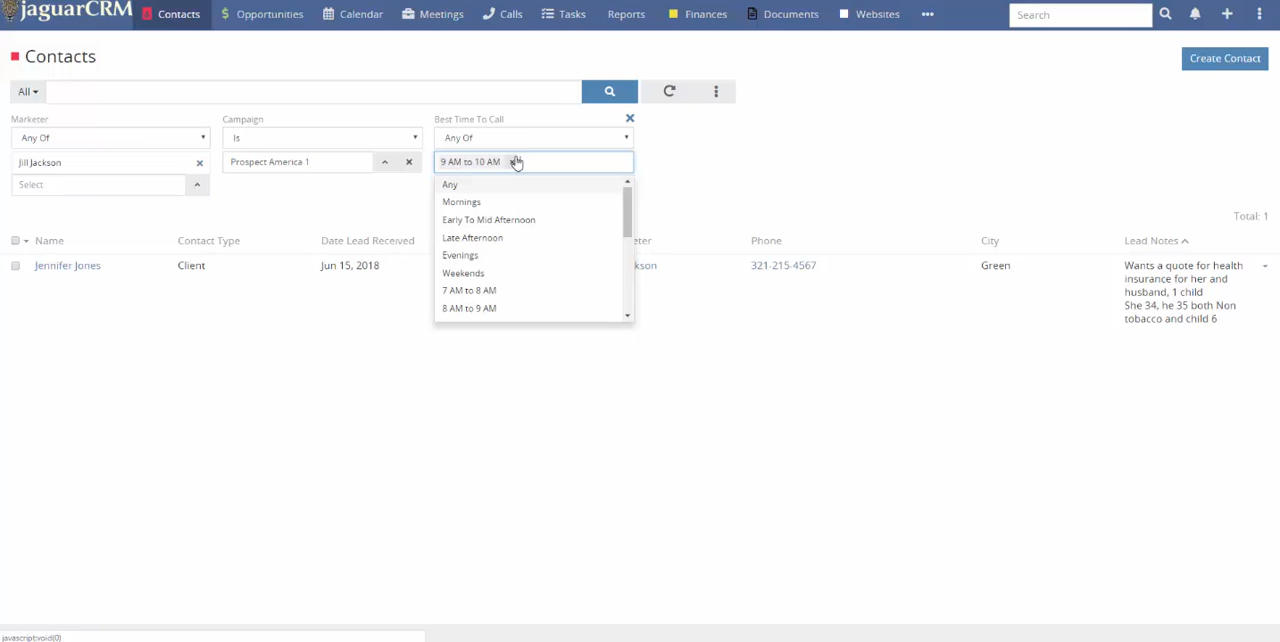 jaguarCRM
Contacts
$ Opportunities
Calendar
Meetings
Calls
Tasks
Reports
Finances
Documents
Websites
Search
Contacts
Create Contact
All
Marketer
Campaign
Best Time To Call
Any Of
Is
Any Of
Jill Jackson
Prospect America 1
9 AM to 10 AM
Select
Any
Mornings
Early To Mid Afternoon
Late Afternoon
Evenings
Weekends
7 AM to 8 AM
8 AM to 9 AM
Total: 1
Name
Contact Type
Date Lead Received
Phone
City
Lead Notes
Jennifer Jones
Client
Jun 15, 2018
321-215-4567
Green
Wants a quote for health
insurance for her and
husband, 1 child
She 34, he 35 both Non
tobacco and child 6
javascript:void(0)